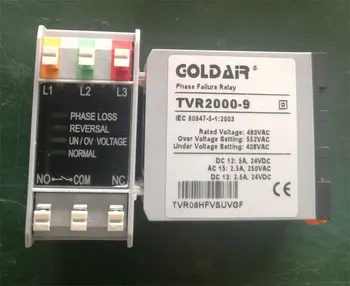 L1 L2 L3
PHASE LOSS
REVERSAL
UN / OV VOLTAGE
NORMAL
NO COM NC
GOLDAIR ®
Phase Failure Relay
TVR2000-9 B
IEC 60947-5-1:2003
Rated Voltage: 480VAC
Over Voltage Setting: 552VAC
Under Voltage Setting: 408VAC
DC 12: 5A, 24VDC
AC 15: 2.5A, 250VAC
DC 13: 2.5A, 24VDC
TVR08HFVSUVGF